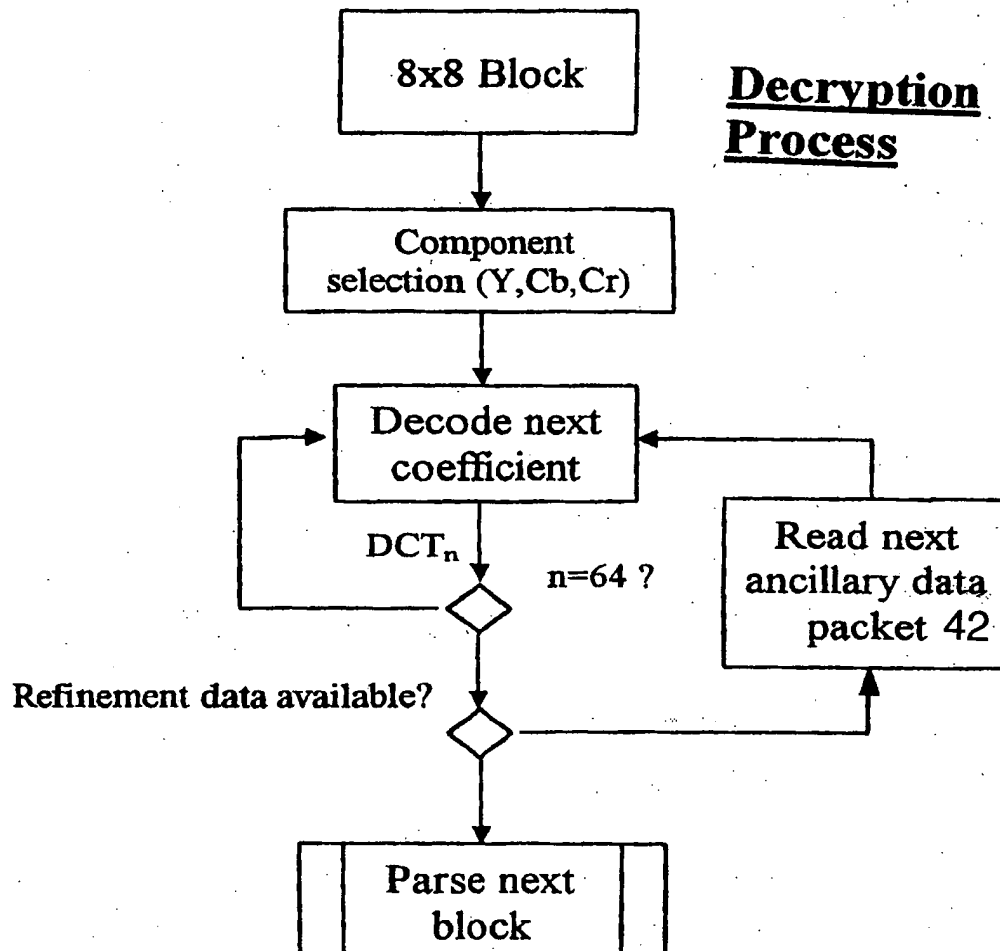 8x8 Block
Decryption
Process
Component
selection (Y,Cb,Cr)
Decode next
coefficient
DCTn
n=64 ?
Read next
ancillary data
packet 42
Refinement data available?
Parse next
block